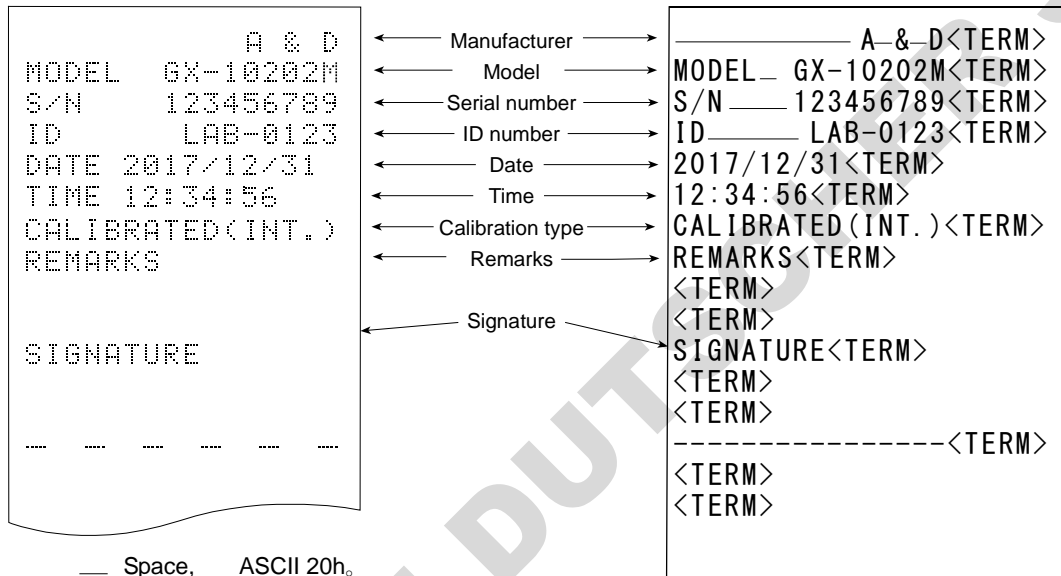 A & D
MODEL GX-10202M
S/N 123456789
ID LAB-0123
DATE 2017/12/31
TIME 12:34:56
CALIBRATED(INT.)
REMARKS
SIGNATURE
Manufacturer
Model
Serial number
ID number
Date
Time
Calibration type
Remarks
Signature
A & D<TERM>
MODEL GX-10202M<TERM>
S/N 123456789<TERM>
ID LAB-0123<TERM>
2017/12/31<TERM>
12:34:56<TERM>
CALIBRATED(INT.)<TERM>
REMARKS<TERM>
<TERM>
<TERM>
SIGNATURE<TERM>
<TERM>
<TERM>
----------------<TERM>
<TERM>
<TERM>
Space, ASCII 20h。
DUTSCHER